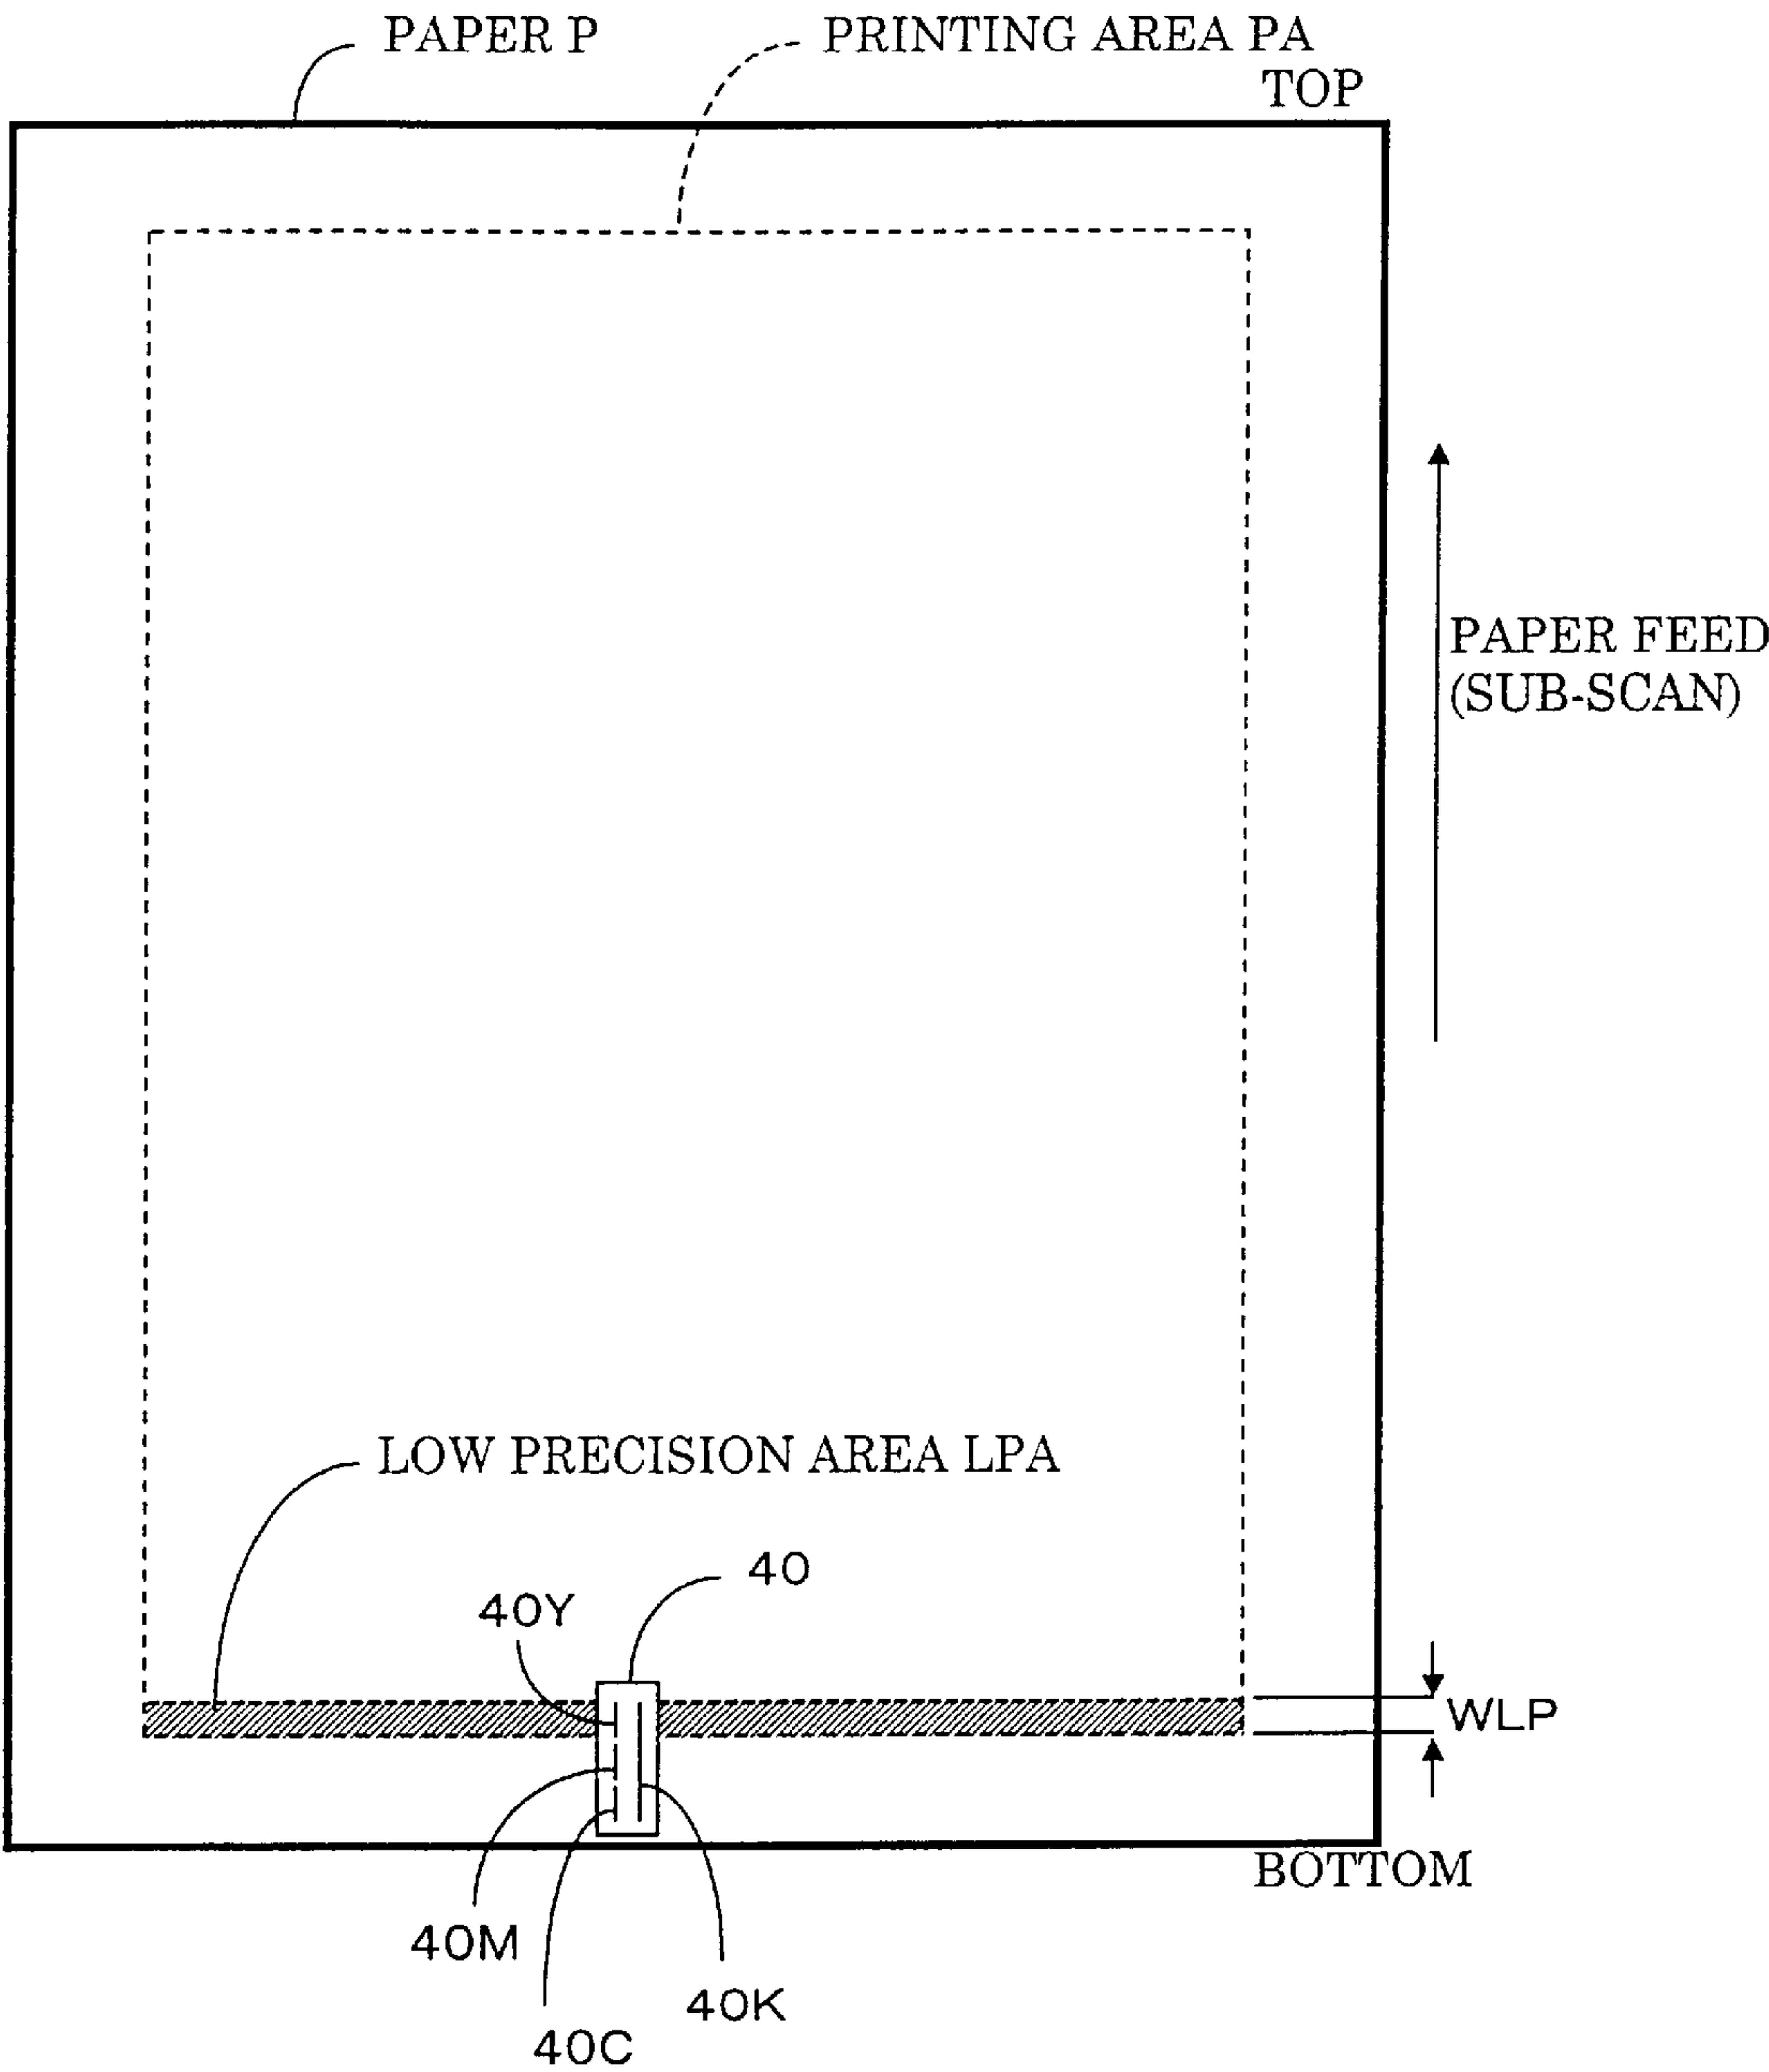 PAPER P
PRINTING AREA PA
TOP
PAPER FEED
(SUB-SCAN)
LOW PRECISION AREA LPA
40
40Y
WLP
BOTTOM
40M
40K
40C